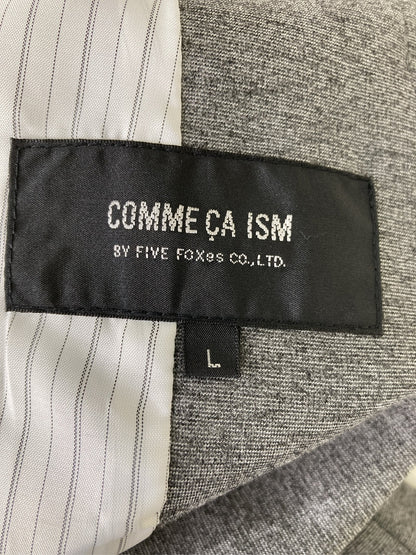 COMME ÇA ISM
BY FIVE FOXes CO.,LTD.
L